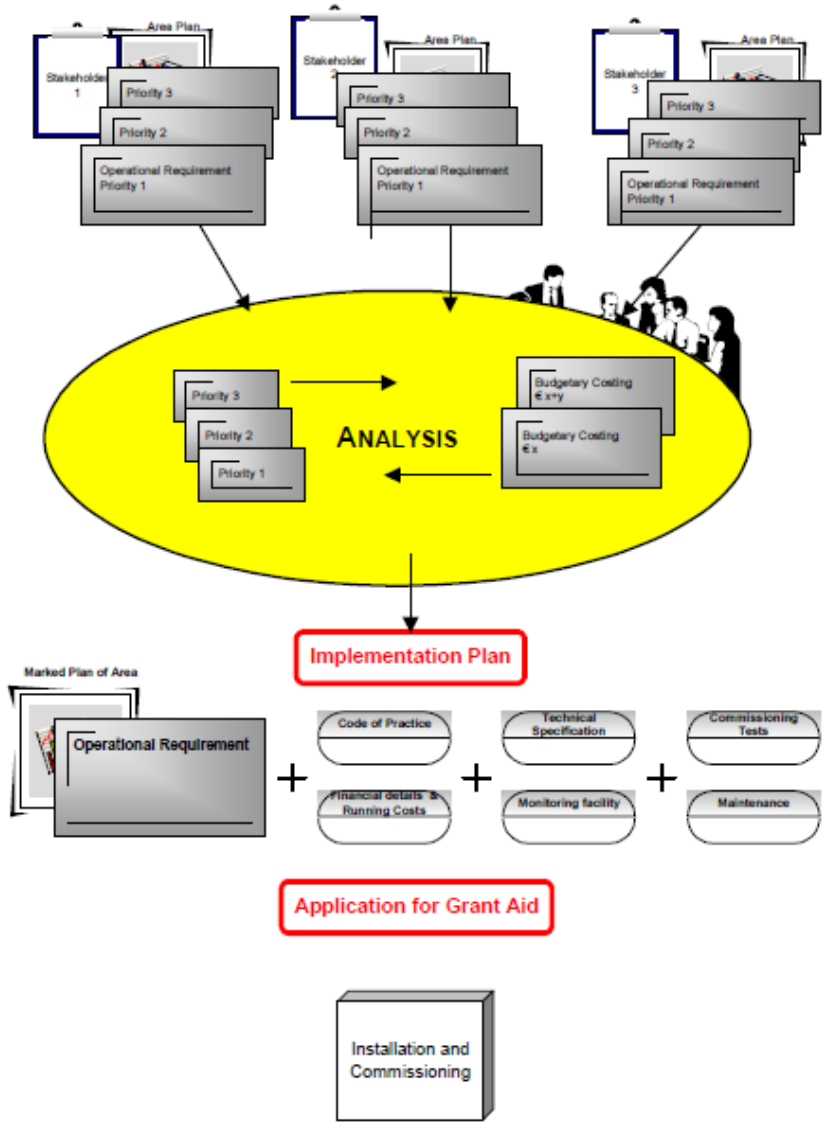 Area Plan
Stakeholder
1
Priority 3
Priority 2
Operational Requirement
Priority 1
Area Plan
Stakeholder
2
Priority 3
Priority 2
Operational Requirement
Priority 1
Area Plan
Stakeholder
3
Priority 3
Priority 2
Operational Requirement
Priority 1
Priority 3
Priority 2
Priority 1
ANALYSIS
Budgetary Costing
€ x+y
Budgetary Costing
€ x
Implementation Plan
Marked Plan of Area
Operational Requirement
+
Code of Practice
Financial details &
Running Costs
+
Technical
Specification
Monitoring facility
+
Commissioning
Tests
Maintenance
Application for Grant Aid
Installation and
Commissioning